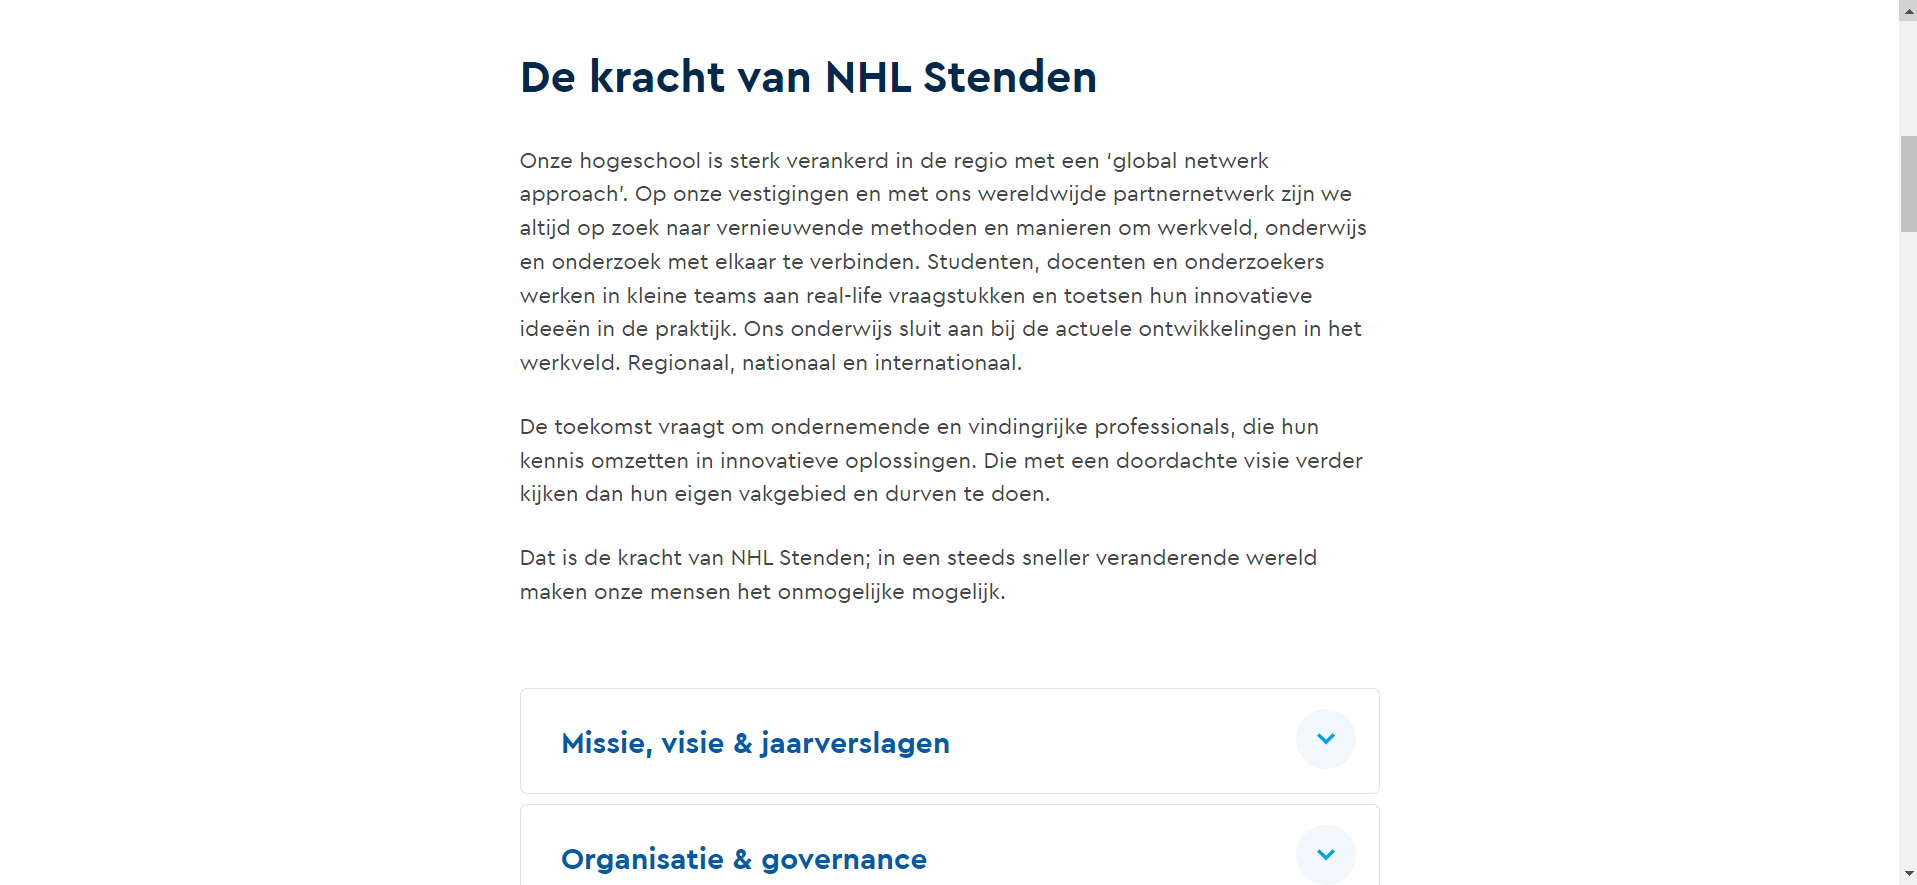 De kracht van NHL Stenden
Onze hogeschool is sterk verankerd in de regio met een ‘global netwerk
approach’. Op onze vestigingen en met ons wereldwijde partnernetwerk zijn we
altijd op zoek naar vernieuwende methoden en manieren om werkveld, onderwijs
en onderzoek met elkaar te verbinden. Studenten, docenten en onderzoekers
werken in kleine teams aan real-life vraagstukken en toetsen hun innovatieve
ideeën in de praktijk. Ons onderwijs sluit aan bij de actuele ontwikkelingen in het
werkveld. Regionaal, nationaal en internationaal.
De toekomst vraagt om ondernemende en vindingrijke professionals, die hun
kennis omzetten in innovatieve oplossingen. Die met een doordachte visie verder
kijken dan hun eigen vakgebied en durven te doen.
Dat is de kracht van NHL Stenden; in een steeds sneller veranderende wereld
maken onze mensen het onmogelijke mogelijk.
Missie, visie & jaarverslagen
Organisatie & governance